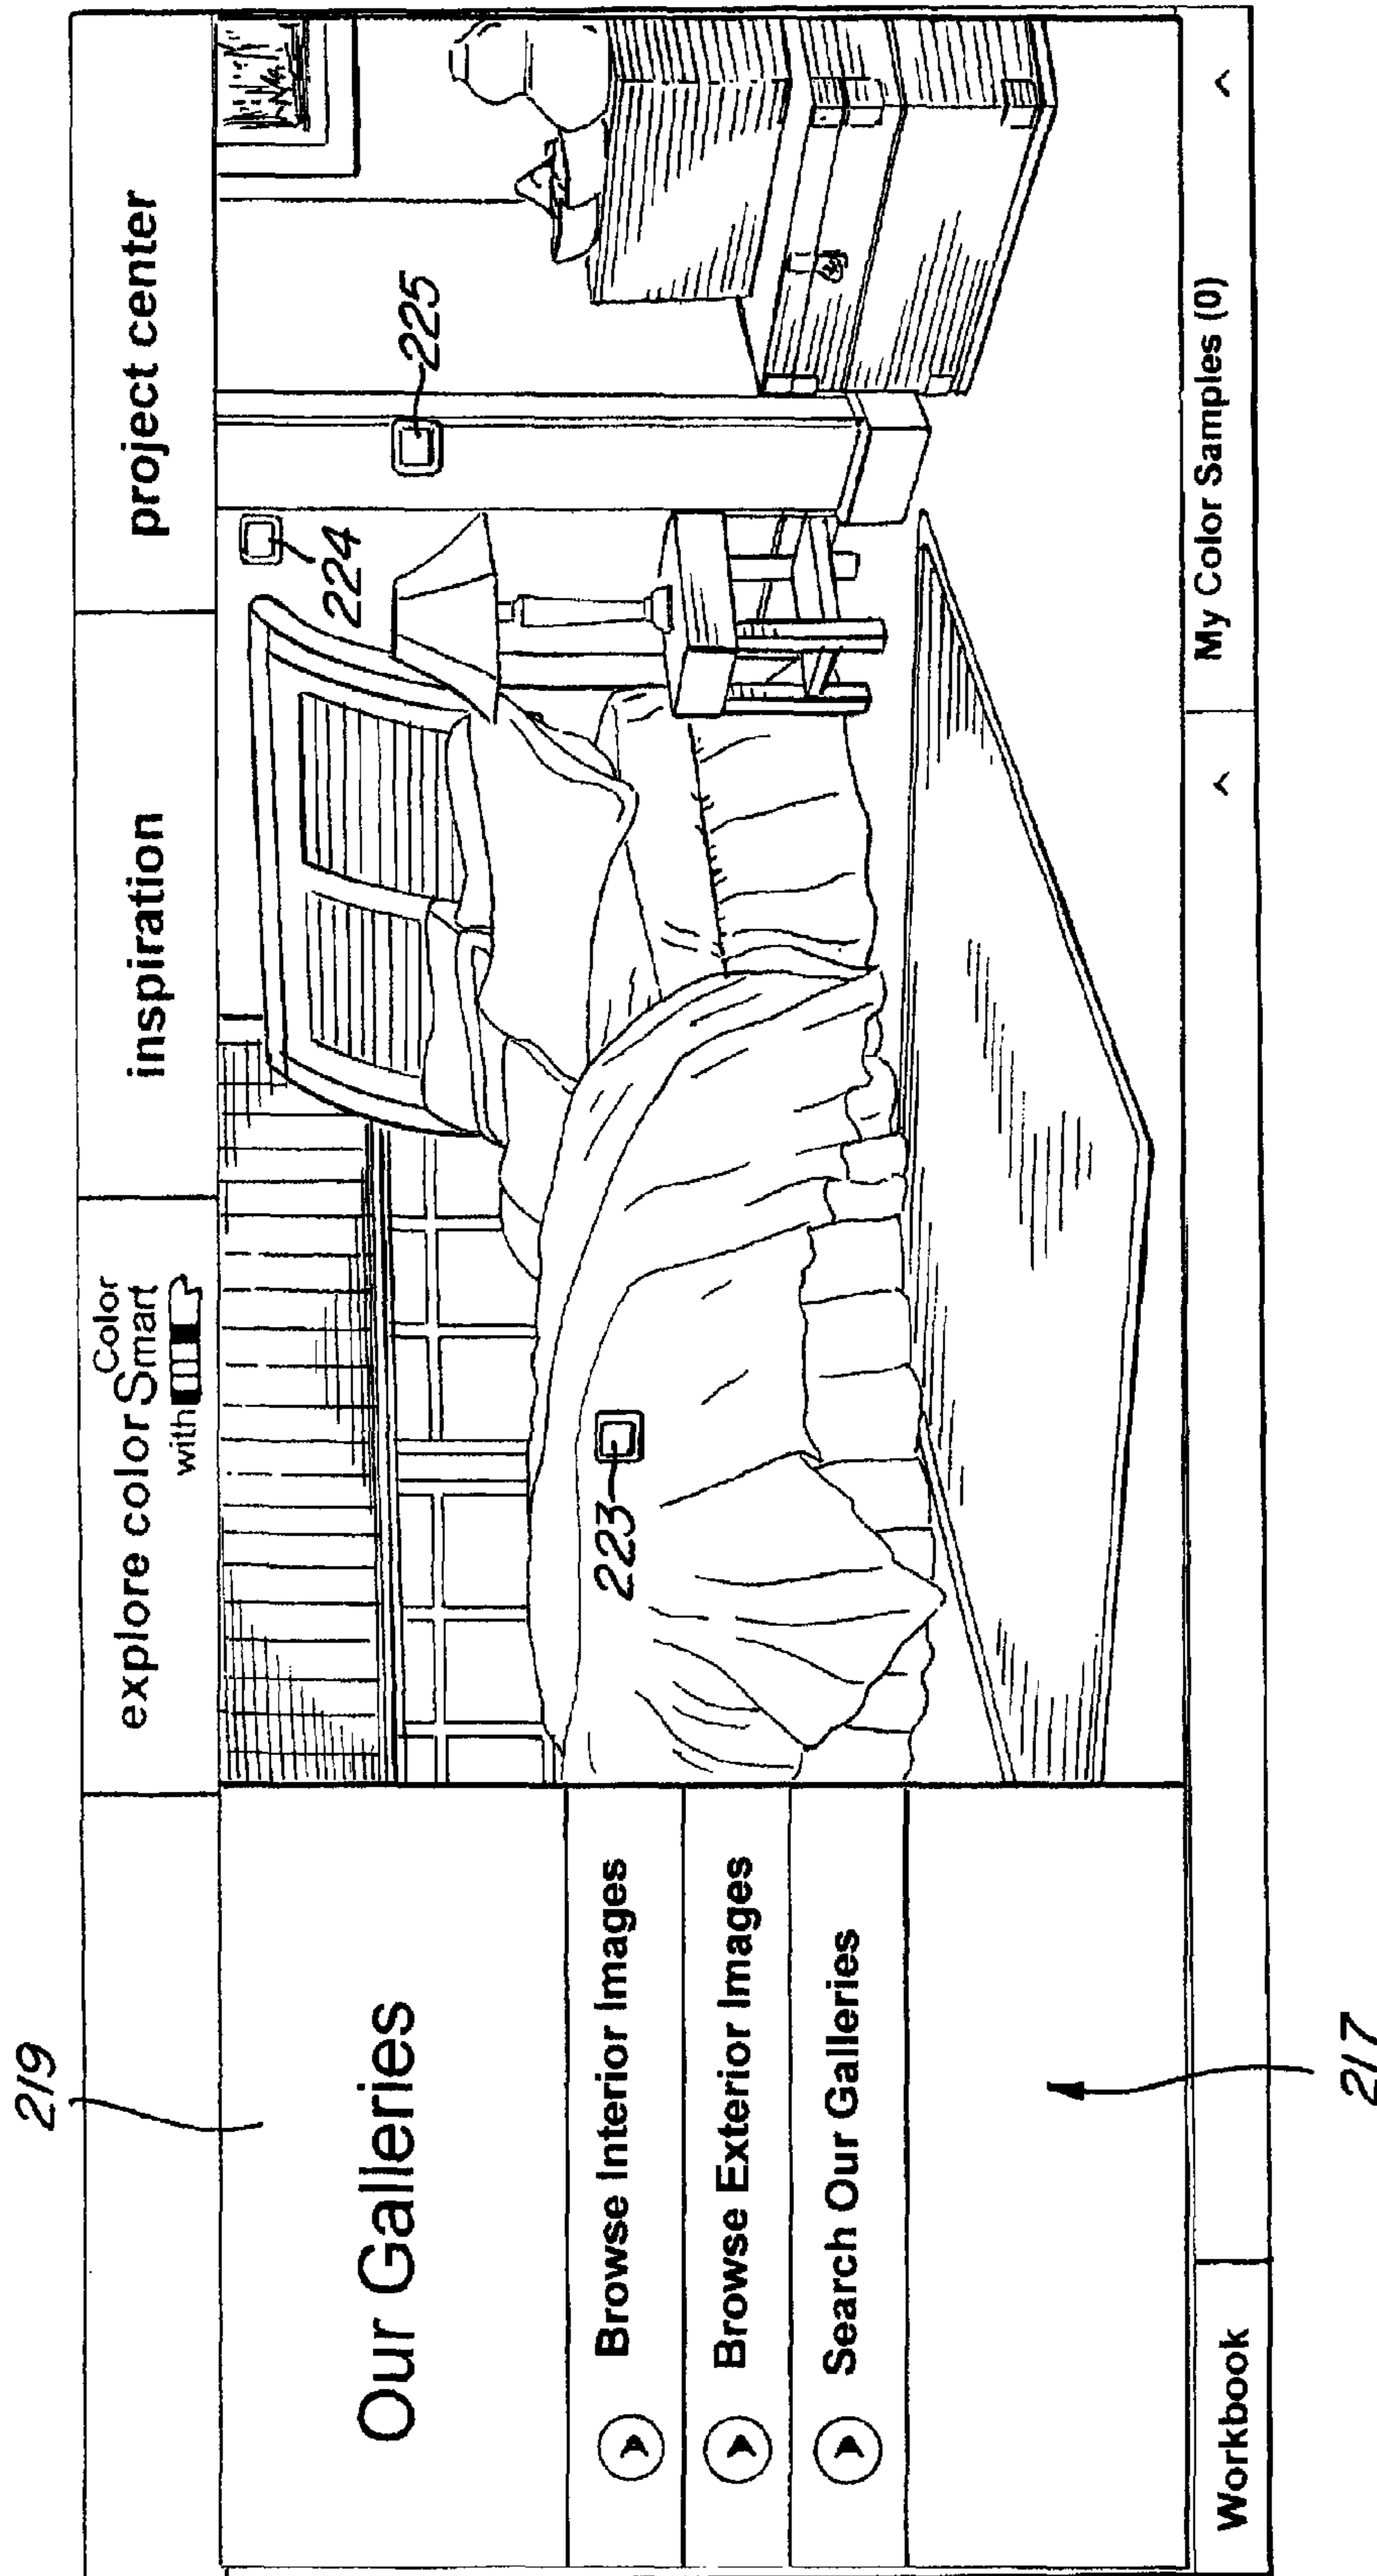 219
explore color
Color
Smart
with
inspiration
project center
Our Galleries
Browse Interior Images
Browse Exterior Images
Search Our Galleries
223
224
225
Workbook
My Color Samples (0)
217